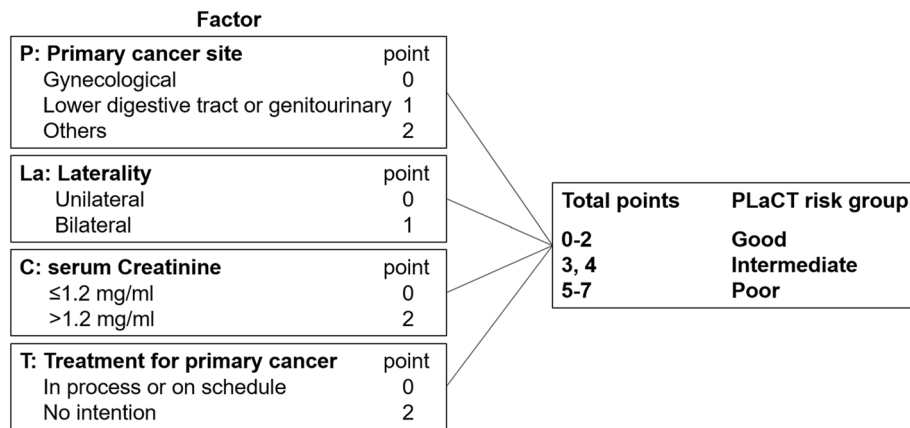 Factor
P: Primary cancer site point
Gynecological 0
Lower digestive tract or genitourinary 1
Others 2
La: Laterality point
Unilateral 0
Bilateral 1
C: serum Creatinine point
≤1.2 mg/ml 0
>1.2 mg/ml 2
T: Treatment for primary cancer point
In process or on schedule 0
No intention 2
Total points PLaCT risk group
0-2 Good
3, 4 Intermediate
5-7 Poor